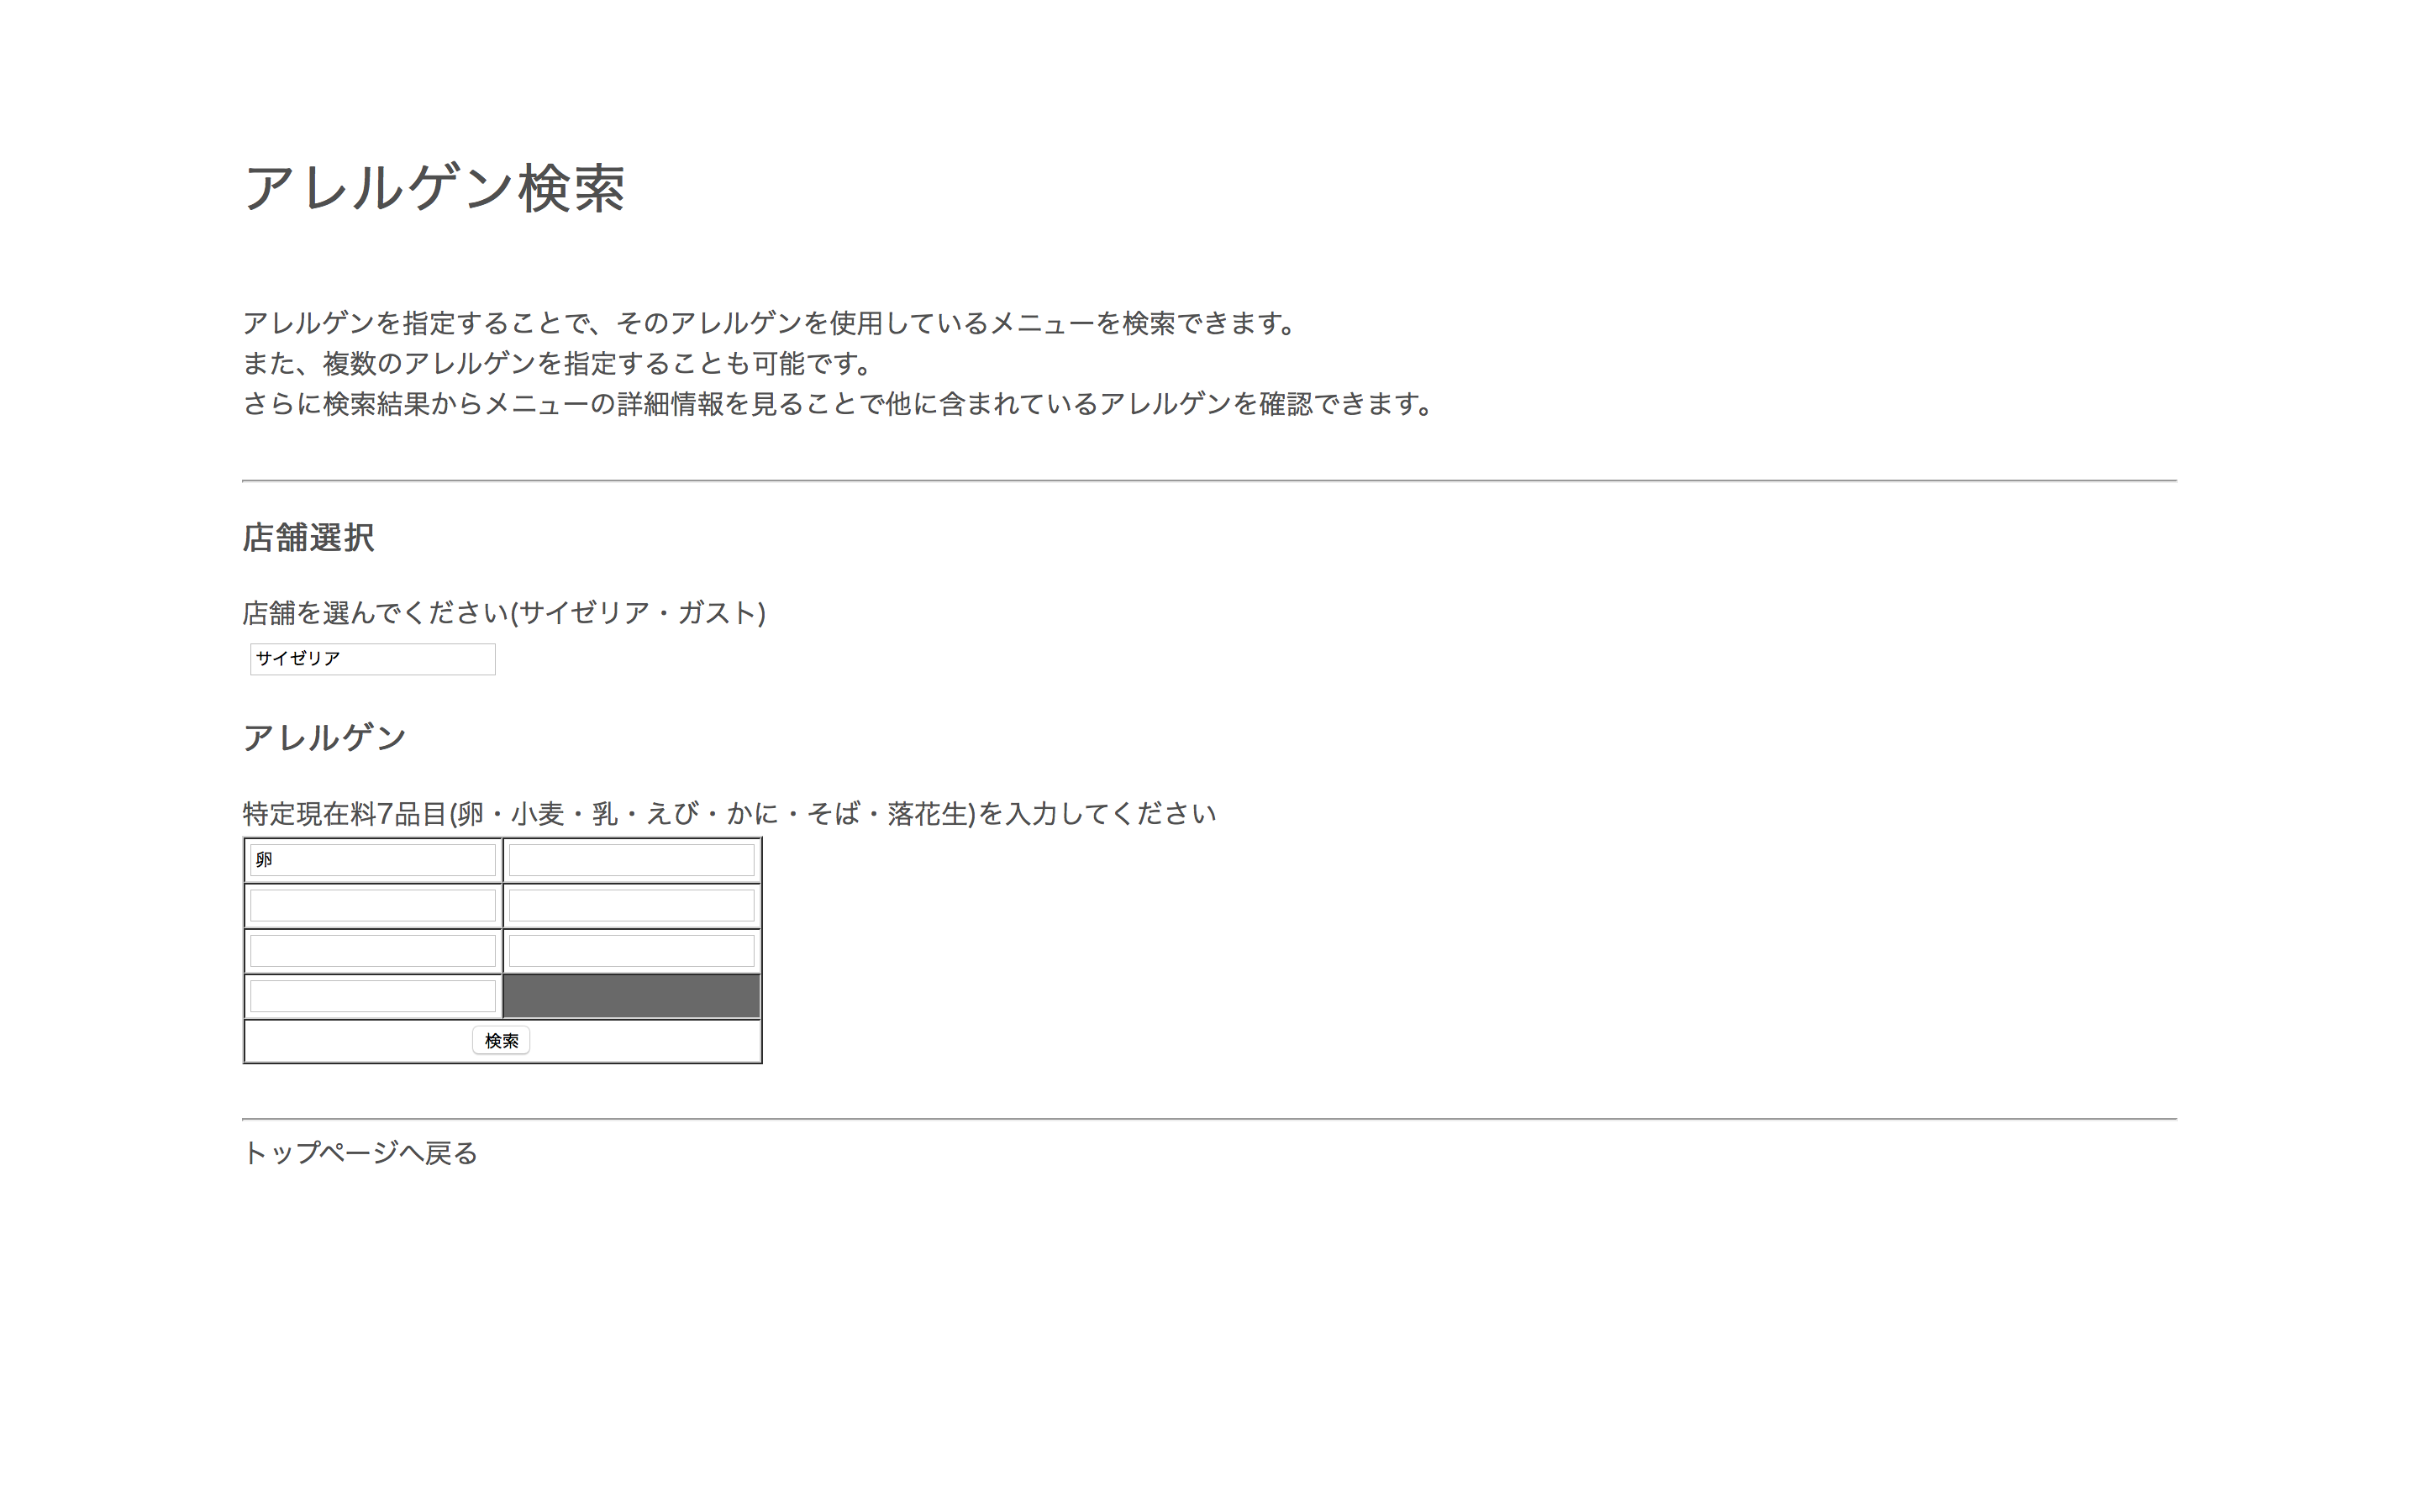 アレルゲン検索
アレルゲンを指定することで、そのアレルゲンを使用しているメニューを検索できます。
また、複数のアレルゲンを指定することも可能です。
さらに検索結果からメニューの詳細情報を見ることで他に含まれているアレルゲンを確認できます。
店舗選択
店舗を選んでください(サイゼリア・ガスト)
サイゼリア
アレルゲン
特定現在料7品目(卵・小麦・乳・えび・かに・そば・落花生)を入力してください
卵
検索
トップページへ戻る